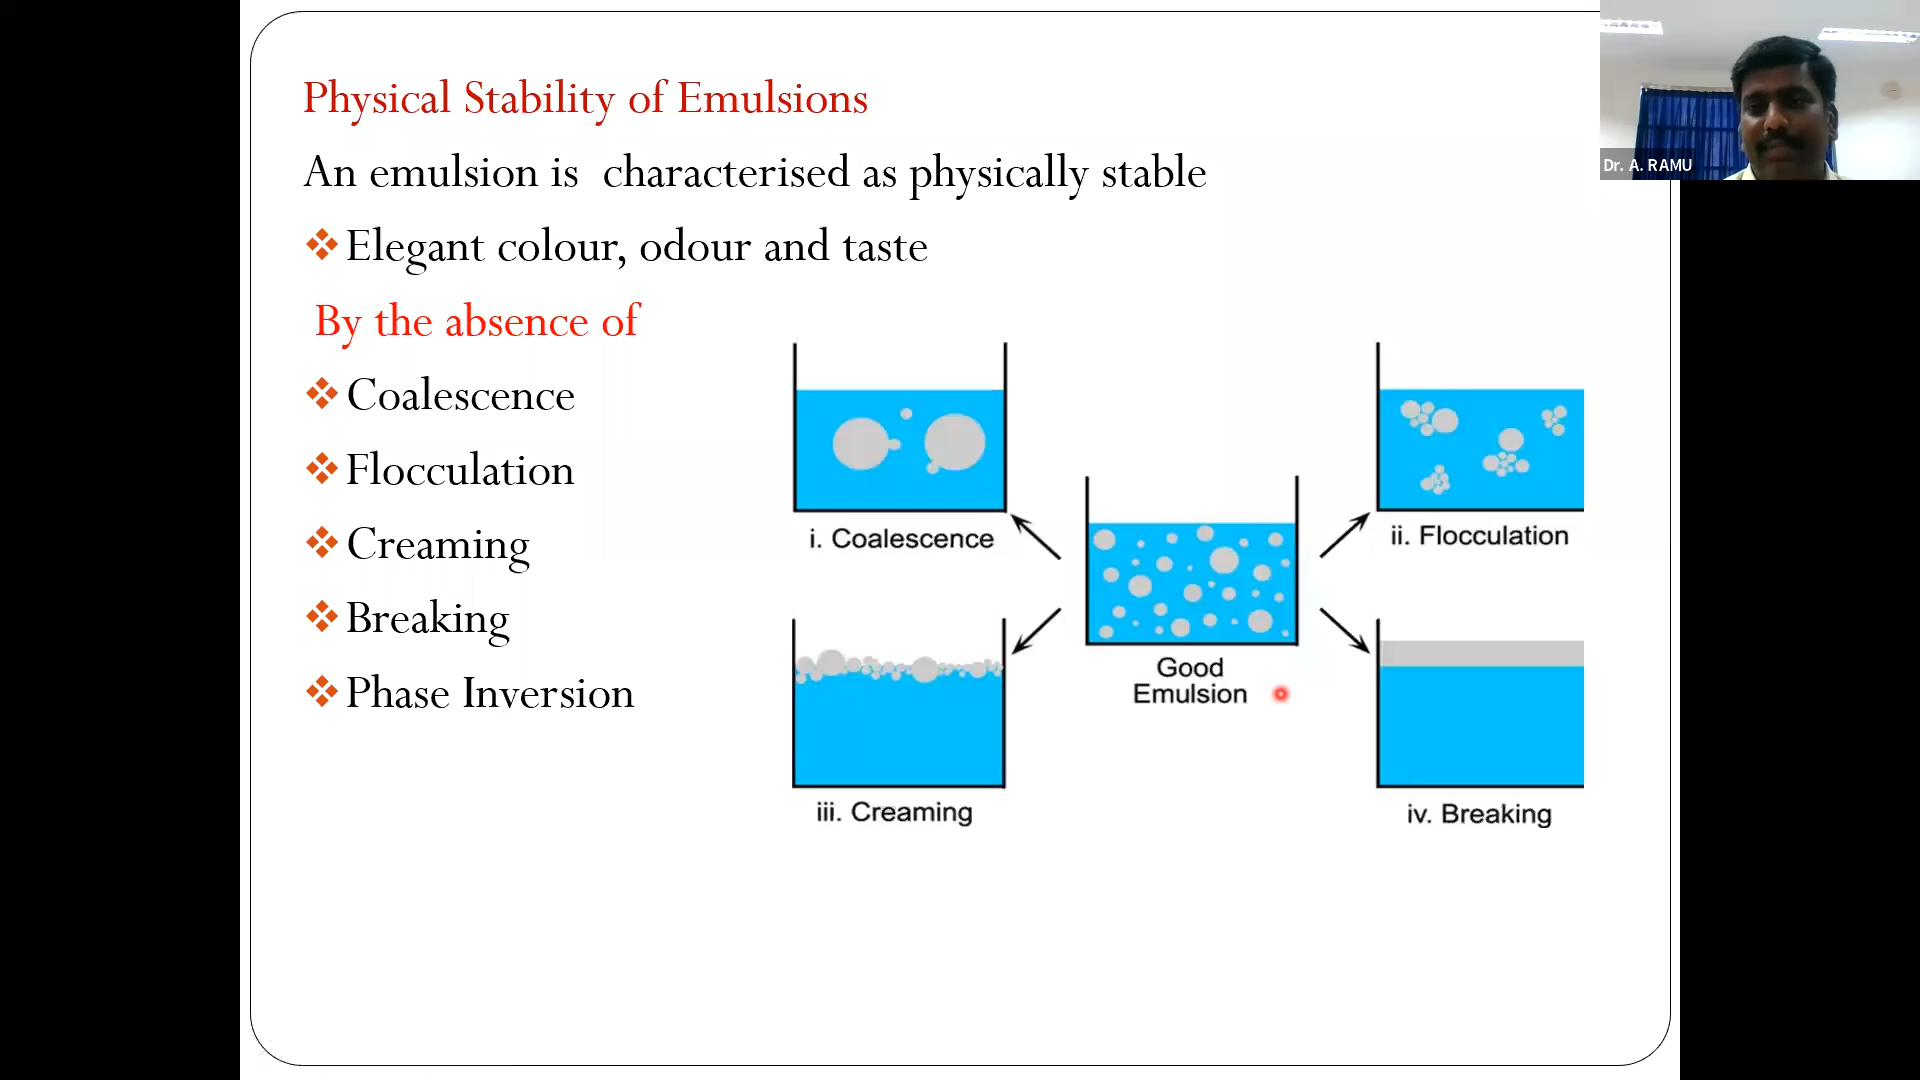 Physical Stability of Emulsions
An emulsion is characterised as physically stable
Elegant colour, odour and taste
By the absence of
Coalescence
Flocculation
Creaming
Breaking
Phase Inversion
i. Coalescence
ii. Flocculation
Good
Emulsion
iii. Creaming
iv. Breaking
Dr. A. RAMU